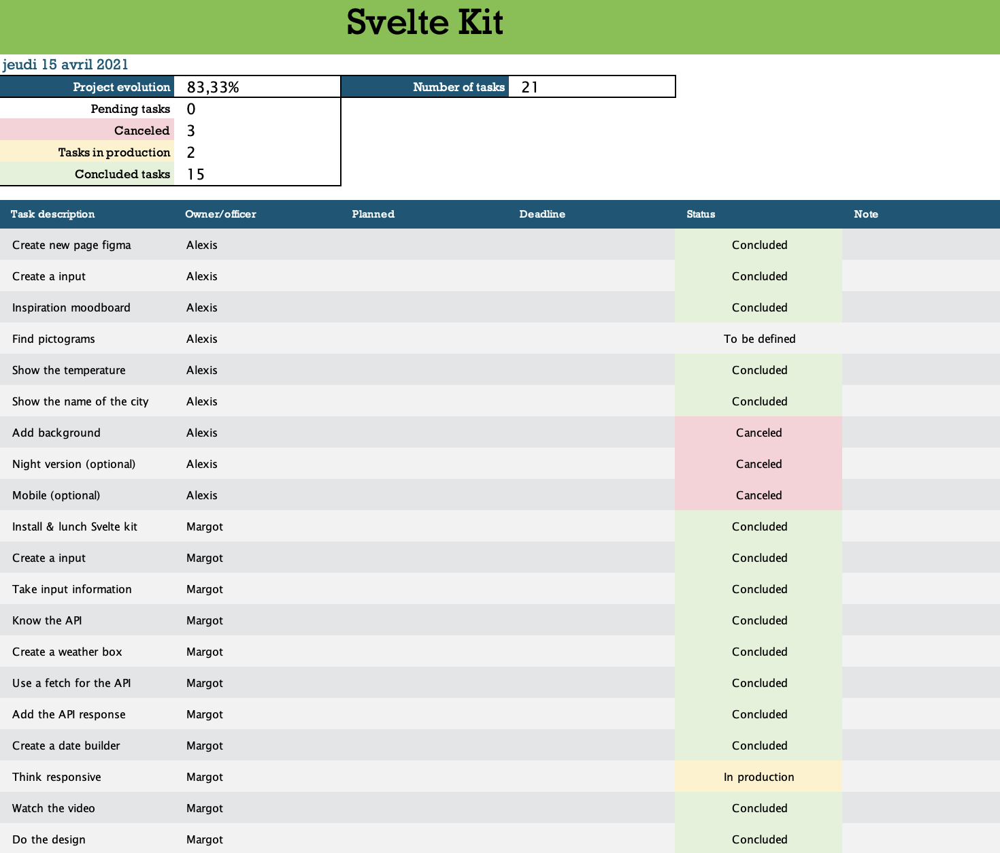 Svelte Kit
jeudi 15 avril 2021
Project evolution 83,33% Number of tasks 21
Pending tasks 0
Canceled 3
Tasks in production 2
Concluded tasks 15
Task description Owner/officer Planned Deadline Status Note
Create new page figma Alexis Concluded
Create a input Alexis Concluded
Inspiration moodboard Alexis Concluded
Find pictograms Alexis To be defined
Show the temperature Alexis Concluded
Show the name of the city Alexis Concluded
Add background Alexis Canceled
Night version (optional) Alexis Canceled
Mobile (optional) Alexis Canceled
Install & lunch Svelte kit Margot Concluded
Create a input Margot Concluded
Take input information Margot Concluded
Know the API Margot Concluded
Create a weather box Margot Concluded
Use a fetch for the API Margot Concluded
Add the API response Margot Concluded
Create a date builder Margot Concluded
Think responsive Margot In production
Watch the video Margot Concluded
Do the design Margot Concluded